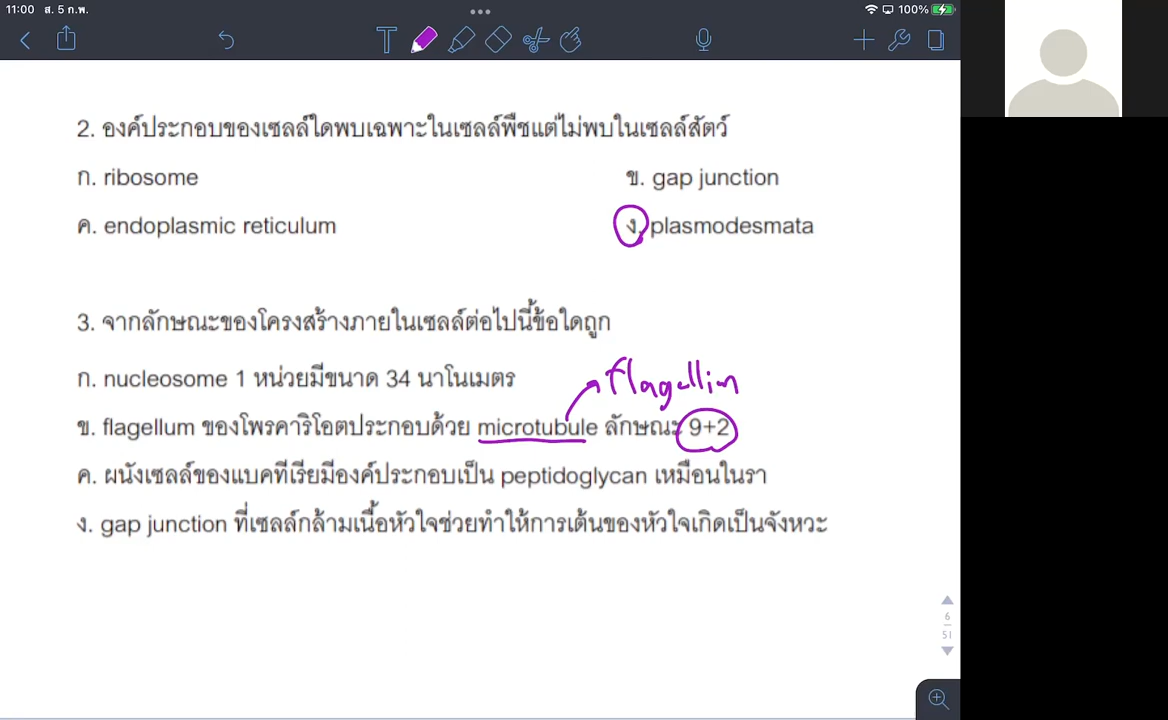 11:00 ส. 5 ก.พ. 100%
T
2. องค์ประกอบของเซลล์ใดพบเฉพาะในเซลล์พืชแต่ไม่พบในเซลล์สัตว์
ก. ribosome ข. gap junction
ค. endoplasmic reticulum ง. plasmodesmata
3. จากลักษณะของโครงสร้างภายในเซลล์ต่อไปนี้ข้อใดถูก
flagellin
ก. nucleosome 1 หน่วยมีขนาด 34 นาโนเมตร
ข. flagellum ของโพรคาริโอตประกอบด้วย microtubule ลักษณะ 9+2
ค. ผนังเซลล์ของแบคทีเรียมีองค์ประกอบเป็น peptidoglycan เหมือนในรา
ง. gap junction ที่เซลล์กล้ามเนื้อหัวใจช่วยทำให้การเต้นของหัวใจเกิดเป็นจังหวะ
6
51